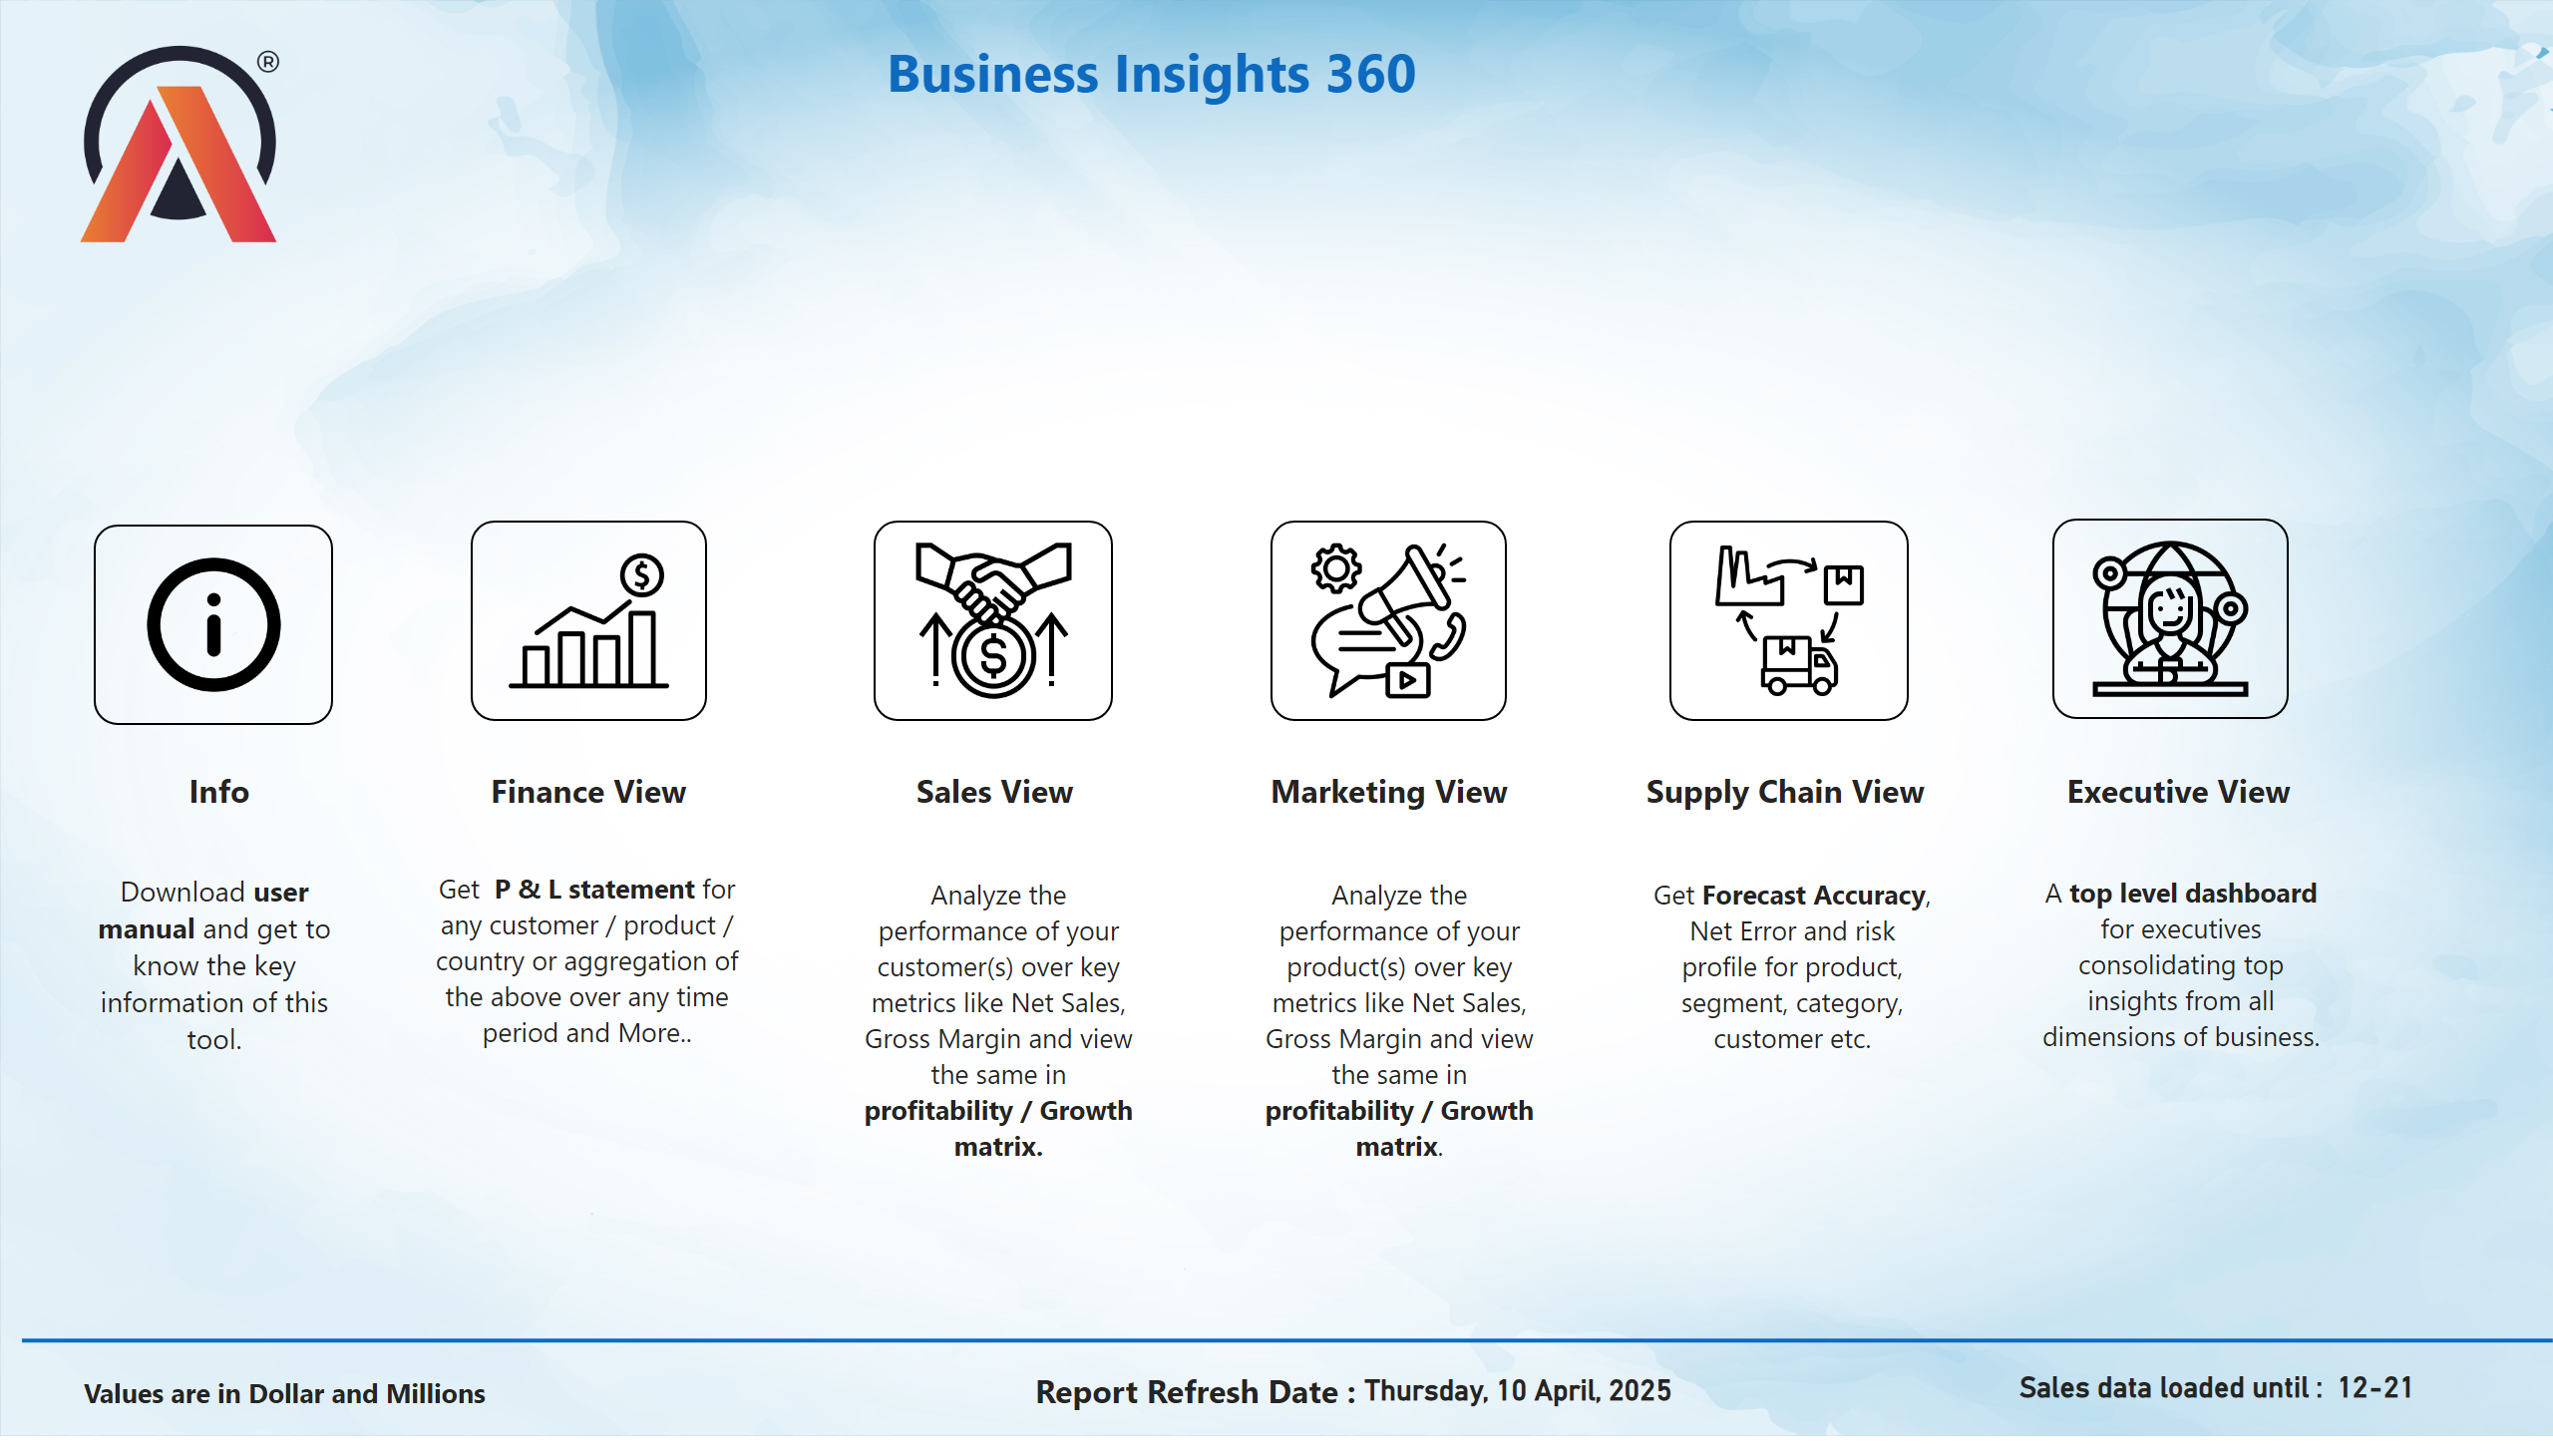 ®
Business Insights 360
Info
Download user
manual and get to
know the key
information of this
tool.
Finance View
Get  P & L statement for
any customer / product /
country or aggregation of
the above over any time
period and More..
Sales View
Analyze the
performance of your
customer(s) over key
metrics like Net Sales,
Gross Margin and view
the same in
profitability / Growth
matrix.
Marketing View
Analyze the
performance of your
product(s) over key
metrics like Net Sales,
Gross Margin and view
the same in
profitability / Growth
matrix.
Supply Chain View
Get Forecast Accuracy,
Net Error and risk
profile for product,
segment, category,
customer etc.
Executive View
A top level dashboard
for executives
consolidating top
insights from all
dimensions of business.
Values are in Dollar and Millions
Report Refresh Date : Thursday, 10 April, 2025
Sales data loaded until :  12-21